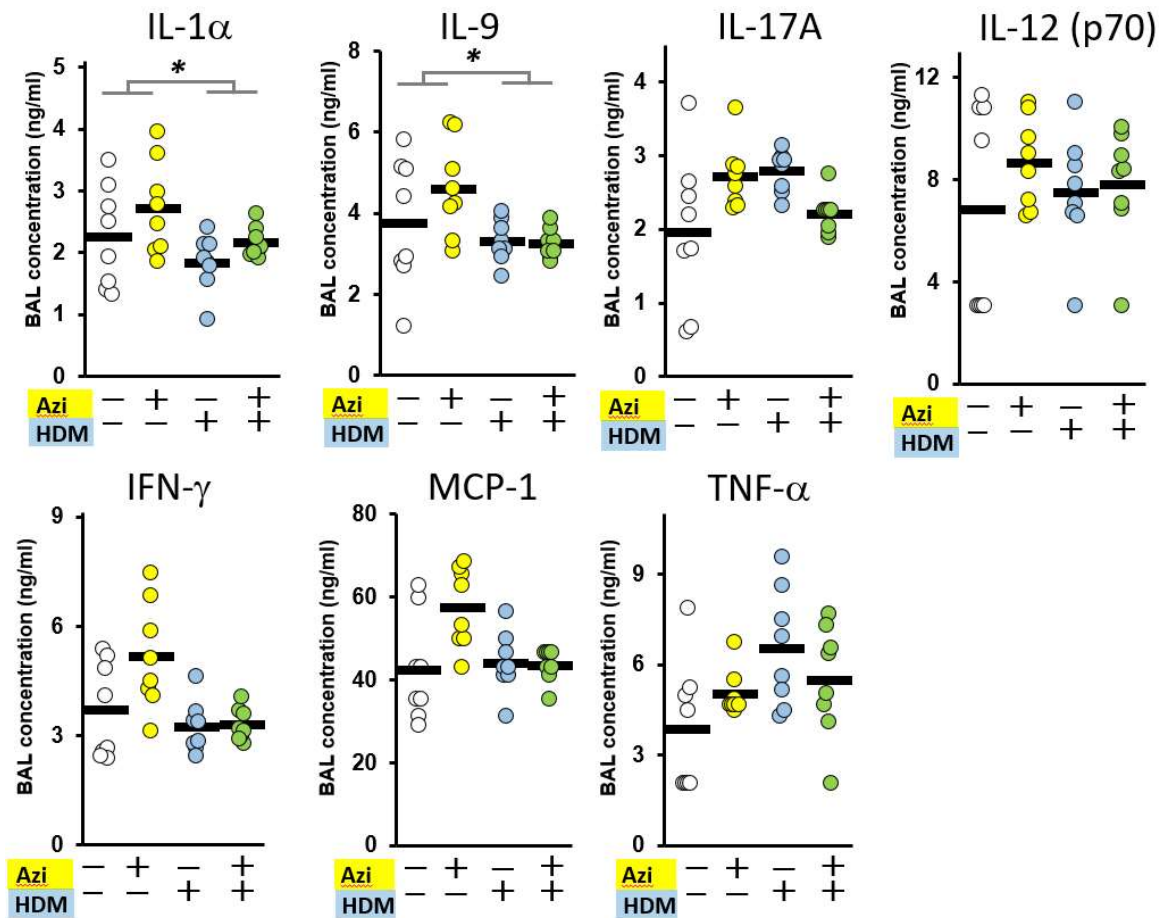 IL-1α IL-9 IL-17A IL-12 (p70)
* *
BAL concentration (ng/ml) BAL concentration (ng/ml) BAL concentration (ng/ml) BAL concentration (ng/ml)
5 8 4 12
4 6 3 8
3 4 2 4
2 2 1 0
1 0 0
0
Azi − + − + Azi − + − + Azi − + − + Azi − + − +
HDM − − + + HDM − − + + HDM − − + + HDM − − + +
IFN-γ MCP-1 TNF-α
BAL concentration (ng/ml) BAL concentration (ng/ml) BAL concentration (ng/ml)
9 80 9
6 60 6
3 40 3
0 20 0
0
Azi − + − + Azi − + − + Azi − + − +
HDM − − + + HDM − − + + HDM − − + +